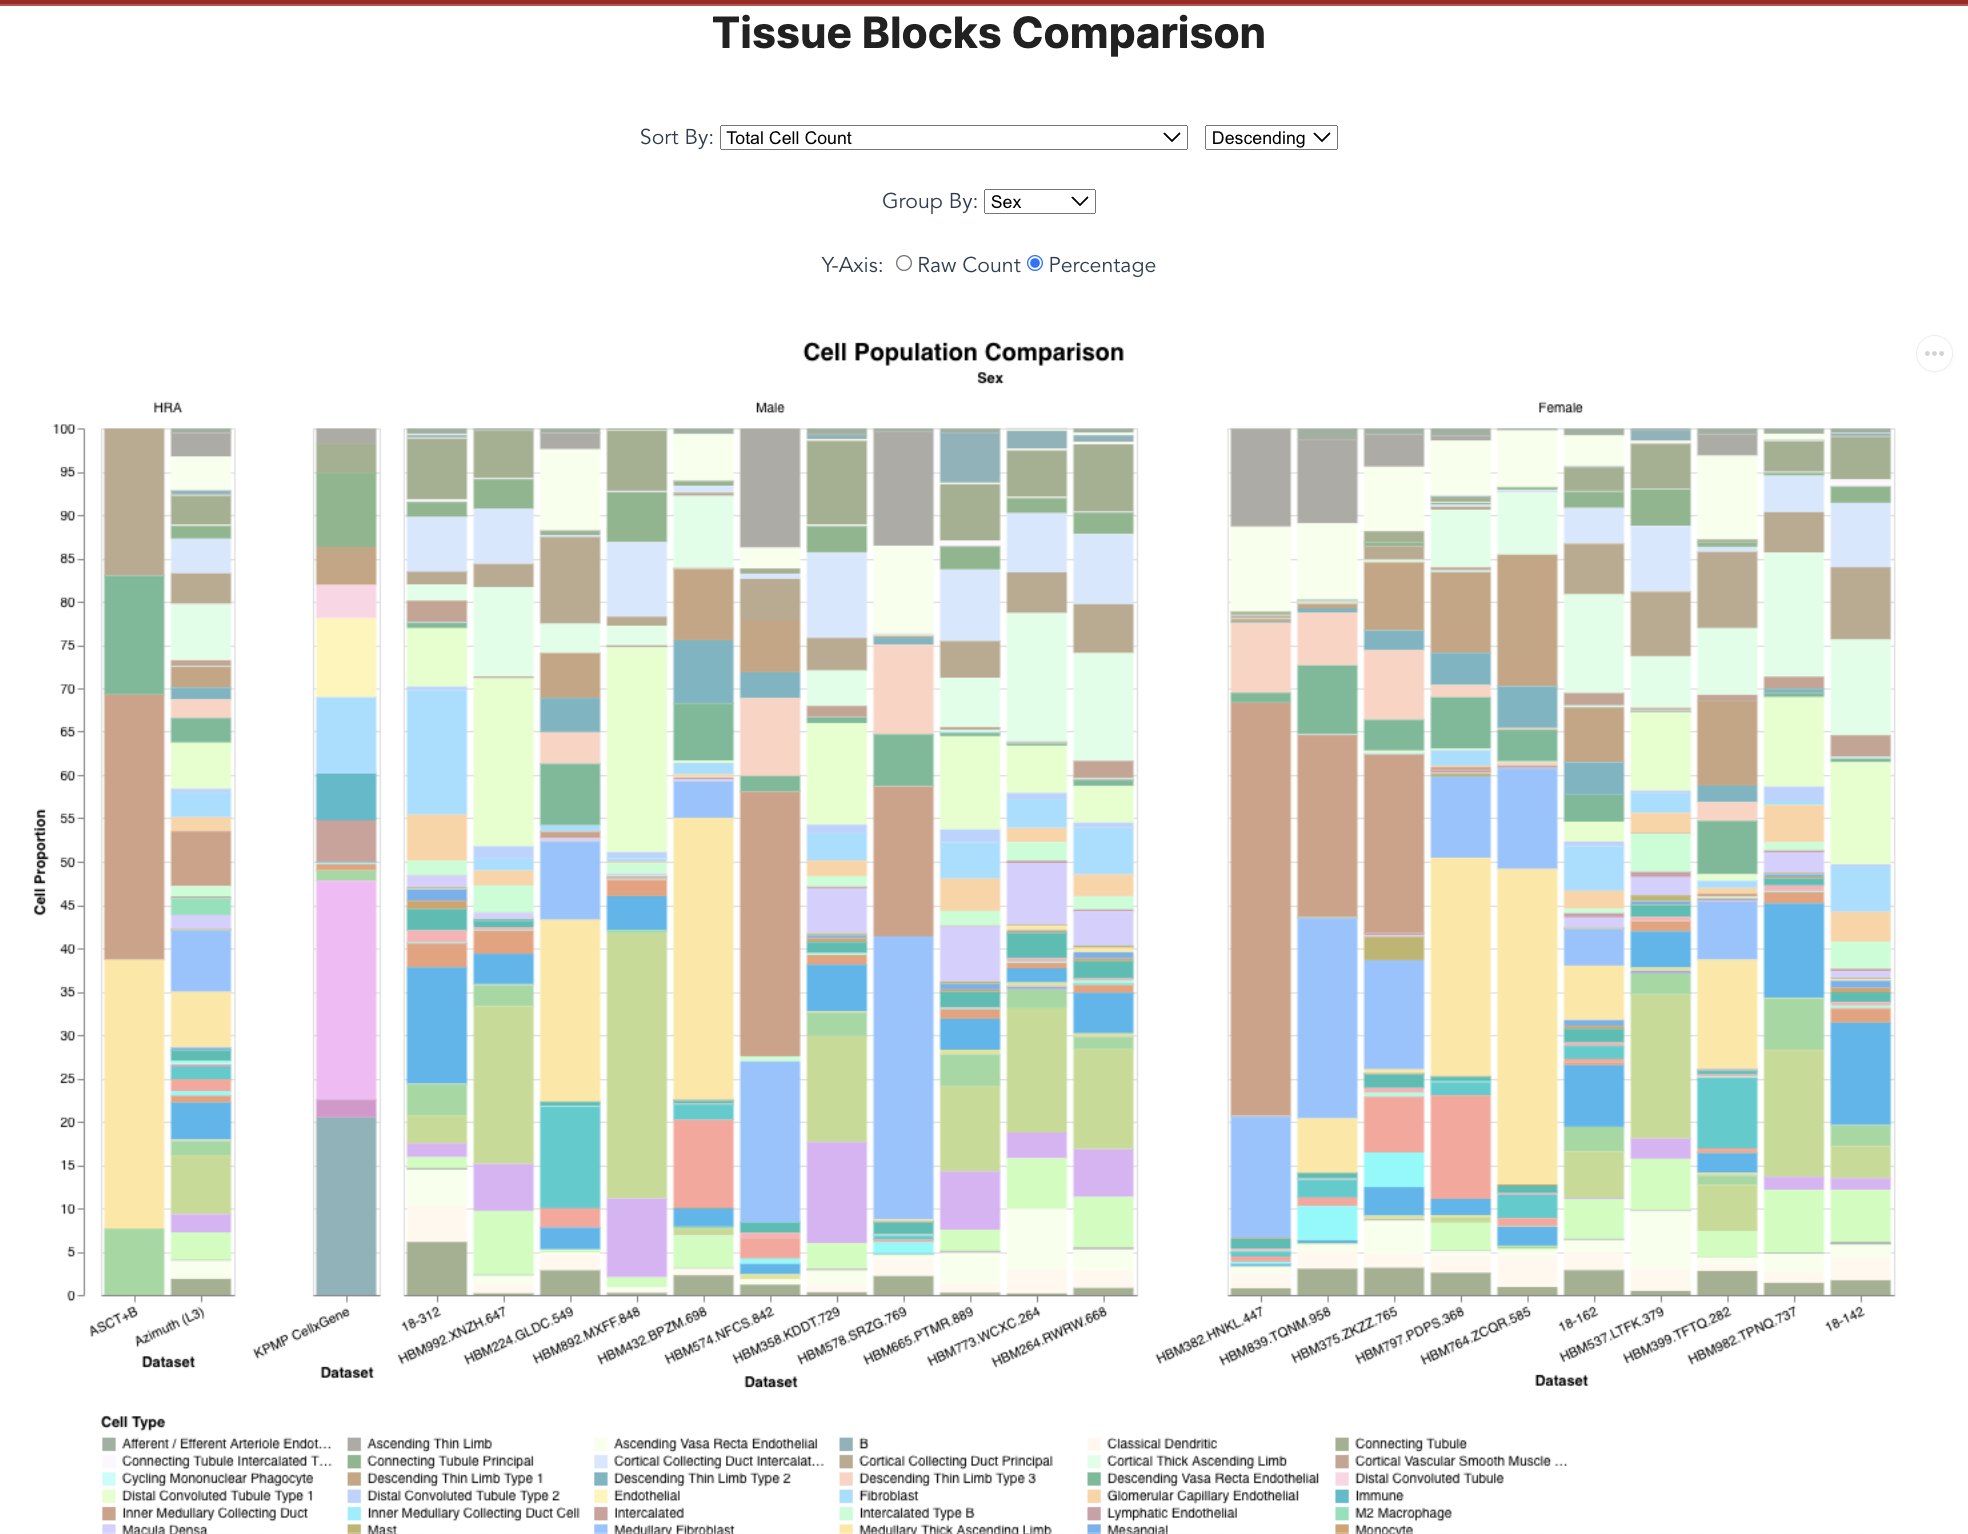 Tissue Blocks Comparison
Sort By: Total Cell Count Descending
Group By: Sex
Y-Axis: Raw Count Percentage
Cell Population Comparison
Sex
HRA Male Female
100
95
90
85
80
75
70
65
60
55
50
45
40
35
30
25
20
15
10
5
0
Cell Proportion
ASCT+B Azimuth (L3) KPMP CellxGene 18-312 HBM992.XNZH.647 HBM224.GLDC.549 HBM892.MXFF.848 HBM432.BPZM.698 HBM574.NFCS.842 HBM358.KDDT.729 HBM578.SRZG.769 HBM665.PTMR.889 HBM773.WCXC.264 HBM264.RWRW.668 HBM382.HNKL.447 HBM839.TQNM.958 HBM375.ZKZZ.765 HBM797.PDPS.368 HBM764.ZCQR.585 18-162 HBM537.LTFK.379 HBM399.TFTQ.282 HBM982.TPNQ.737 18-142
Dataset Dataset Dataset Dataset
Cell Type
Afferent / Efferent Arteriole Endot... Ascending Thin Limb Ascending Vasa Recta Endothelial B Classical Dendritic Connecting Tubule
Connecting Tubule Intercalated T... Connecting Tubule Principal Cortical Collecting Duct Intercalat... Cortical Collecting Duct Principal Cortical Thick Ascending Limb Cortical Vascular Smooth Muscle ...
Cycling Mononuclear Phagocyte Descending Thin Limb Type 1 Descending Thin Limb Type 2 Descending Thin Limb Type 3 Descending Vasa Recta Endothelial Distal Convoluted Tubule
Distal Convoluted Tubule Type 1 Distal Convoluted Tubule Type 2 Endothelial Fibroblast Glomerular Capillary Endothelial Immune
Inner Medullary Collecting Duct Inner Medullary Collecting Duct Cell Intercalated Intercalated Type B Lymphatic Endothelial M2 Macrophage
Macula Densa Mast Medullary Fibroblast Medullary Thick Ascending Limb Mesangial Monocyte